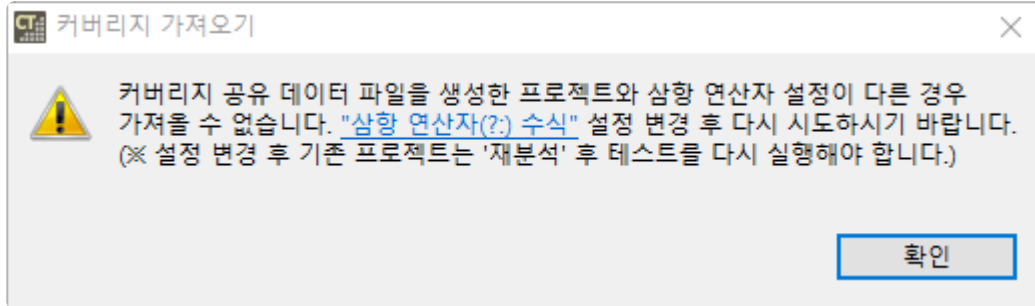 CT 커버리지 가져오기
커버리지 공유 데이터 파일을 생성한 프로젝트와 삼항 연산자 설정이 다른 경우
가져올 수 없습니다. "삼항 연산자(?:) 수식" 설정 변경 후 다시 시도하시기 바랍니다.
(※ 설정 변경 후 기존 프로젝트는 '재분석' 후 테스트를 다시 실행해야 합니다.)
확인